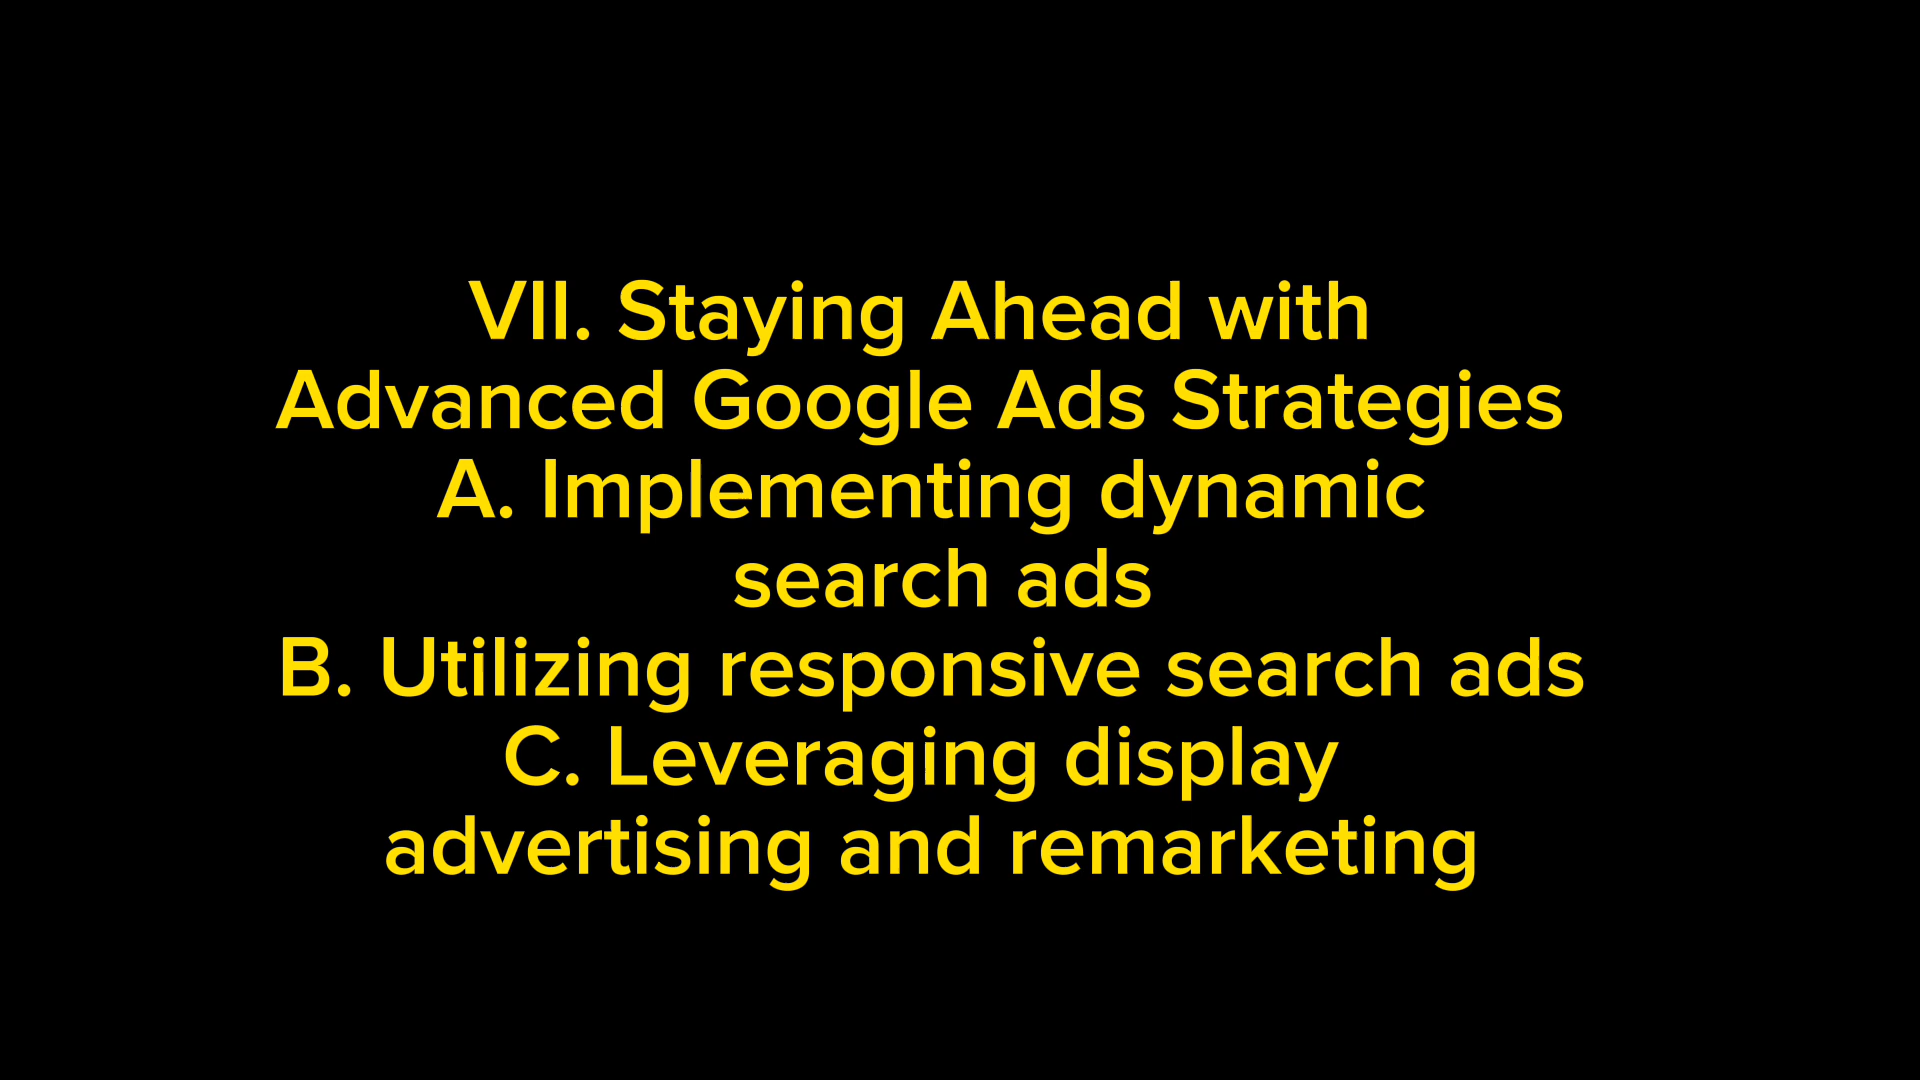 VII. Staying Ahead with
Advanced Google Ads Strategies
A. Implementing dynamic
search ads
B. Utilizing responsive search ads
C. Leveraging display
advertising and remarketing